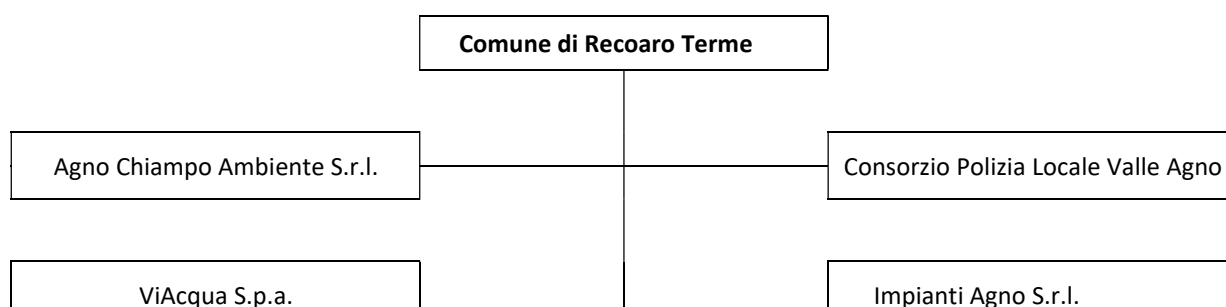 Comune di Recoaro Terme
Agno Chiampo Ambiente S.r.l.
Consorzio Polizia Locale Valle Agno
ViAcqua S.p.a.
Impianti Agno S.r.l.